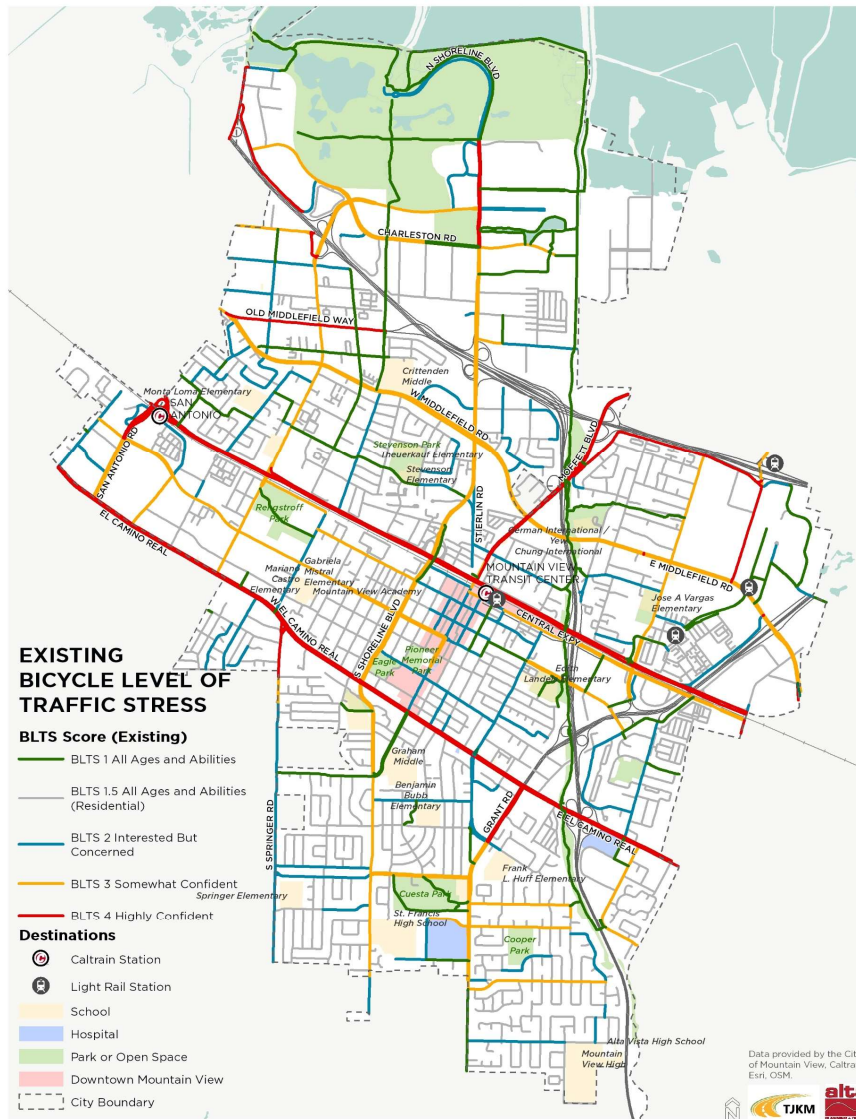 N SHORELINE BLVD
CHARLESTON RD
OLD MIDDLEFIELD WAY
Crittenden
Middle
Monta Loma Elementary
SAN
ANTONIO
W MIDDLEFIELD RD
MOFFETT BLVD
Stevenson Park
Theuerkauf Elementary
Stevenson
Elementary
SAN ANTONIO RD
EL CAMINO REAL
Rengstroff
Park
STIERLIN RD
German International /
Yew
Chung International
E MIDDLEFIELD RD
MOUNTAIN VIEW
TRANSIT CENTER
Gabriela
Mistral
Elementary
Mariano
Castro
Elementary
Mountain View Academy
Jose A Vargas
Elementary
CENTRAL EXPY
W EL CAMINO REAL
S SHORELINE BLVD
Pioneer
Memorial
Park
Eagle
Park
Edith
Landels Elementary
EXISTING
BICYCLE LEVEL OF
TRAFFIC STRESS
BLTS Score (Existing)
BLTS 1 All Ages and Abilities
BLTS 1.5 All Ages and Abilities
(Residential)
BLTS 2 Interested But
Concerned
BLTS 3 Somewhat Confident
BLTS 4 Highly Confident
Graham
Middle
Benjamin
Bubb
Elementary
GRANT RD
E EL CAMINO REAL
S SPRINGER RD
Frank
L. Huff Elementary
Springer Elementary
Cuesta Park
St. Francis
High School
Cooper
Park
Destinations
Caltrain Station
Light Rail Station
School
Hospital
Park or Open Space
Downtown Mountain View
City Boundary
Alta Vista High School
Mountain
View High
Data provided by the Cit
of Mountain View, Caltra
Esri, OSM.
N
TJKM
alt